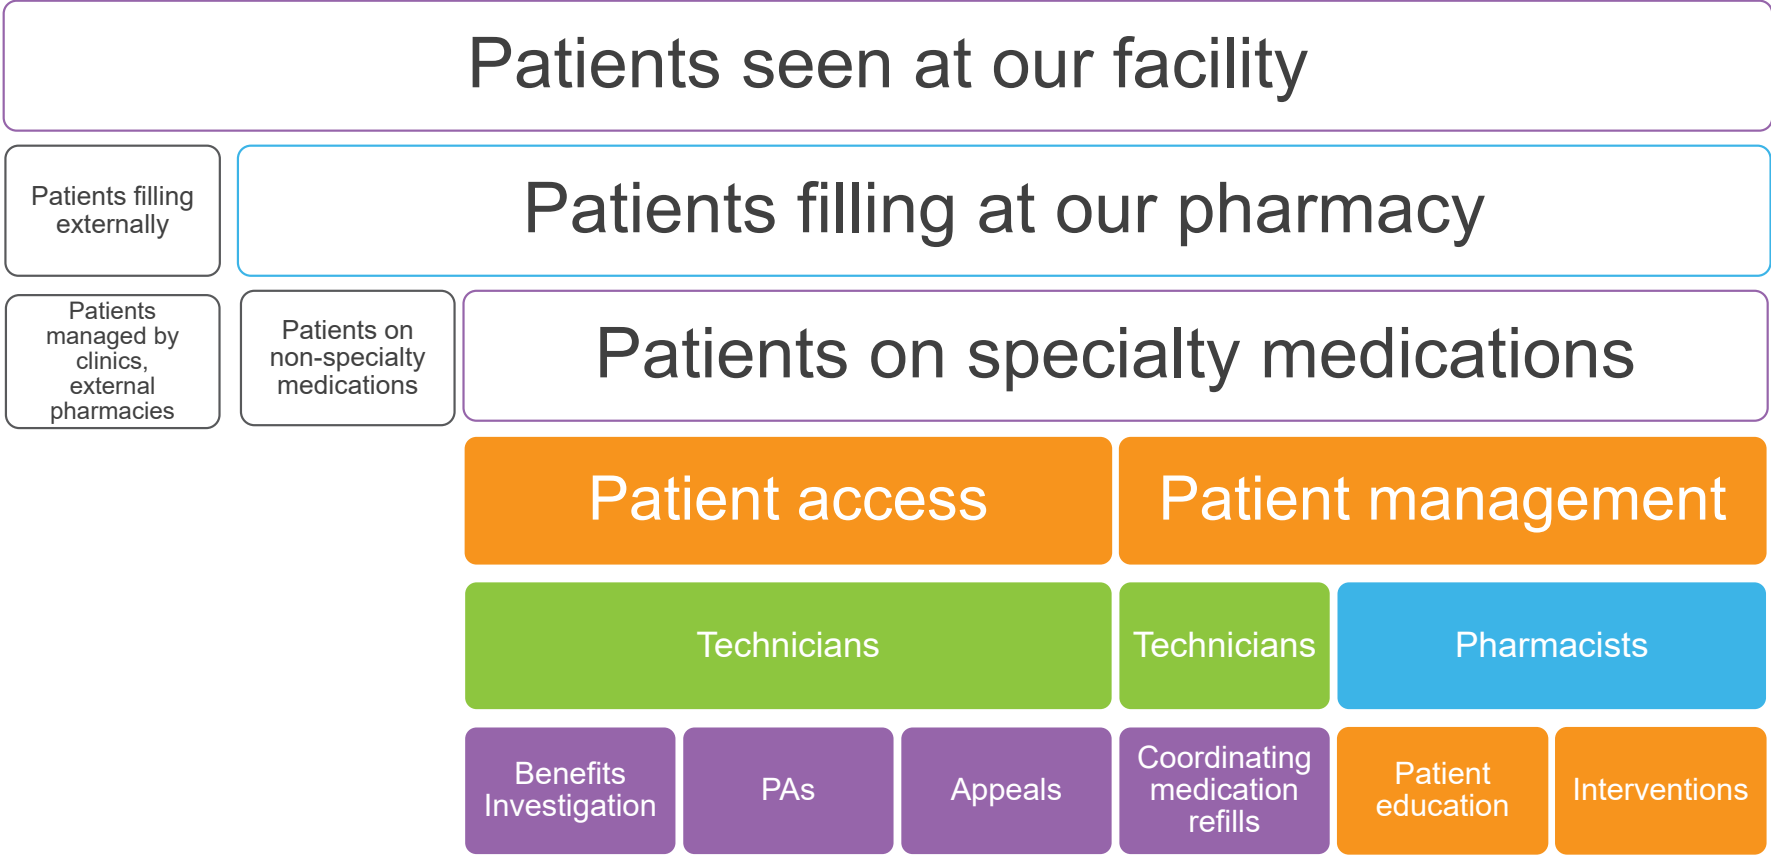 Patients seen at our facility
Patients filling
externally
Patients filling at our pharmacy
Patients
managed by
clinics,
external
pharmacies
Patients on
non-specialty
medications
Patients on specialty medications
Patient access
Patient management
Technicians
Technicians
Pharmacists
Benefits
Investigation
PAs
Appeals
Coordinating
medication
refills
Patient
education
Interventions